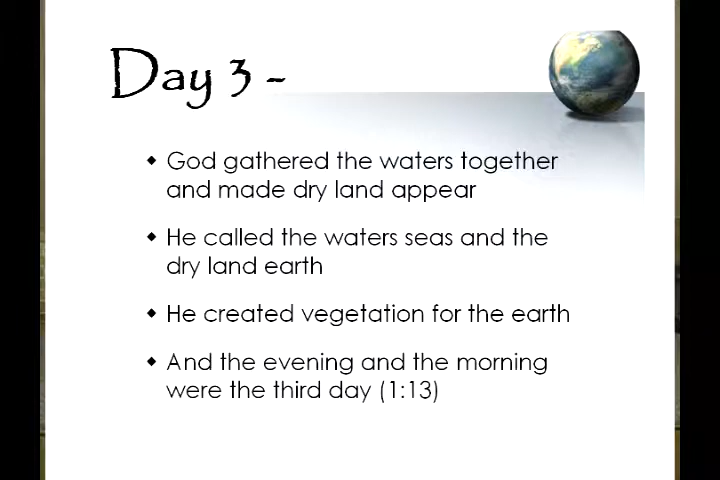 Day 3 -
◆ God gathered the waters together
and made dry land appear
◆ He called the waters seas and the
dry land earth
◆ He created vegetation for the earth
◆ And the evening and the morning
were the third day (1:13)